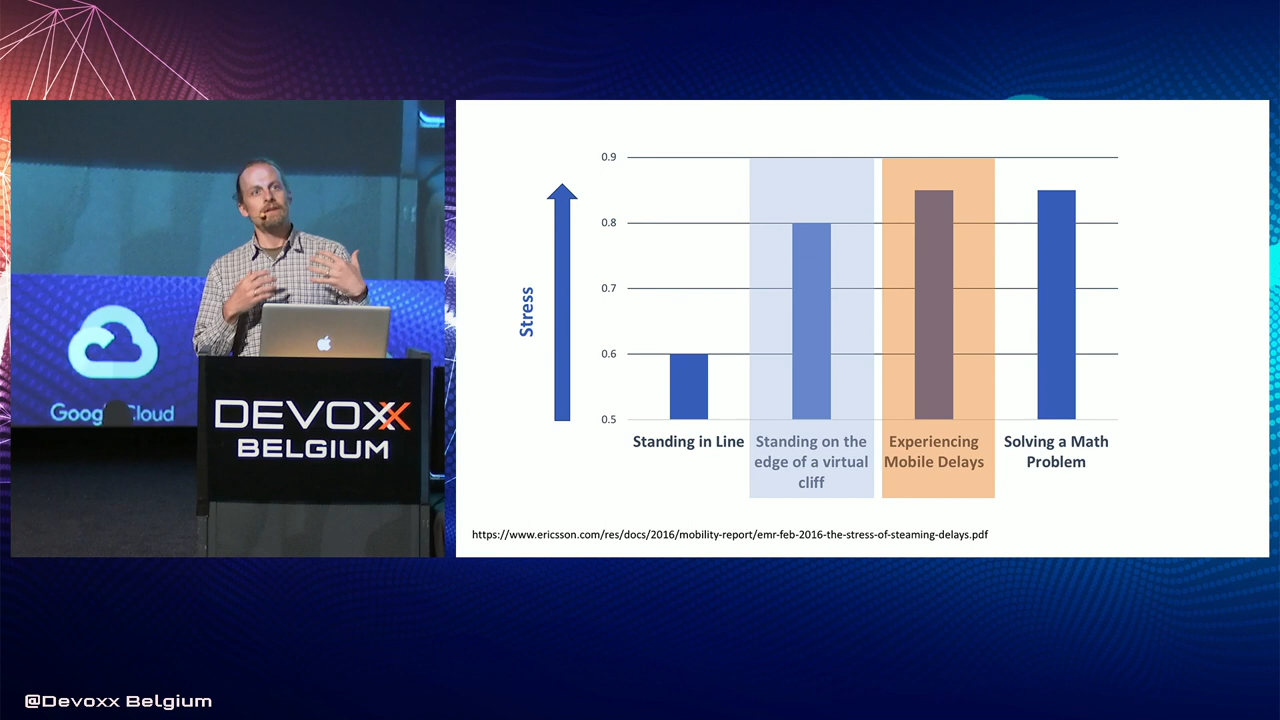 Google Cloud
DEVOXX
BELGIUM
Stress
0.9
0.8
0.7
0.6
0.5
Standing in Line
Standing on the
edge of a virtual
cliff
Experiencing
Mobile Delays
Solving a Math
Problem
https://www.ericsson.com/res/docs/2016/mobility-report/emr-feb-2016-the-stress-of-steaming-delays.pdf
@Devoxx Belgium